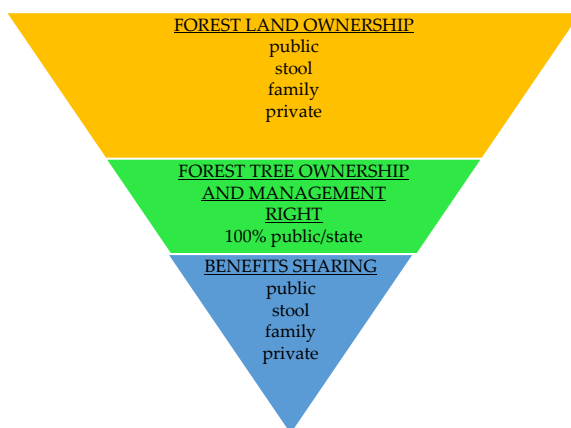 FOREST LAND OWNERSHIP
public
stool
family
private
FOREST TREE OWNERSHIP
AND MANAGEMENT
RIGHT
100% public/state
BENEFITS SHARING
public
stool
family
private